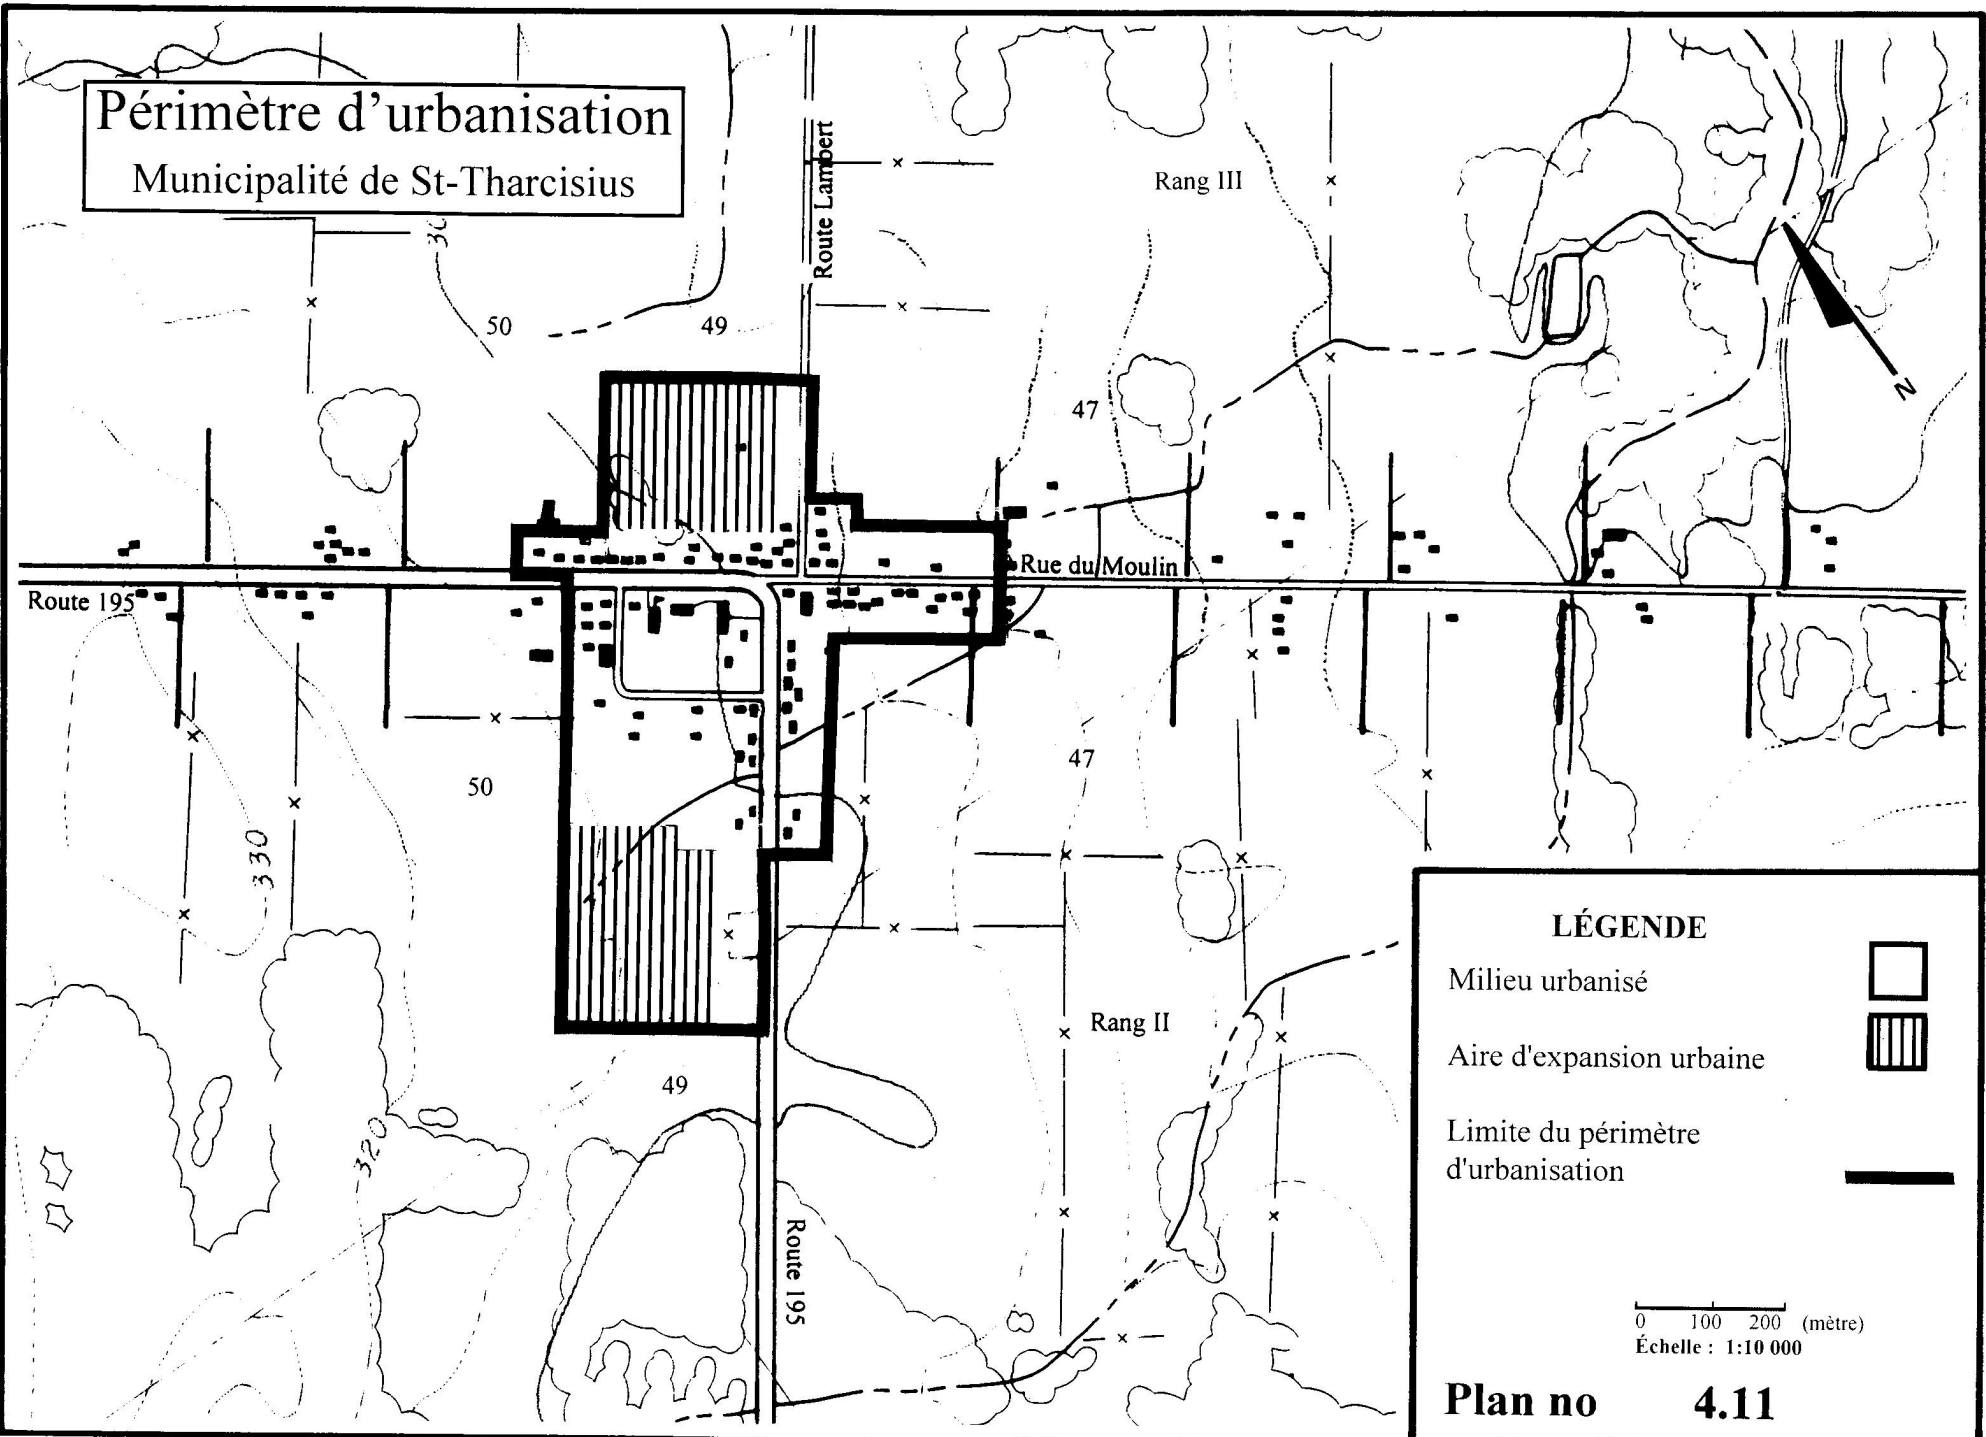 Périmètre d'urbanisation
Municipalité de St-Tharcisius
Route Lambert
Rang III
50
49
47
N
Rue du Moulin
Route 195
50
47
330
Rang II
49
320
Route 195
LÉGENDE
Milieu urbanisé
Aire d'expansion urbaine
Limite du périmètre
d'urbanisation
0 100 200 (mètre)
Échelle : 1:10 000
Plan no 4.11